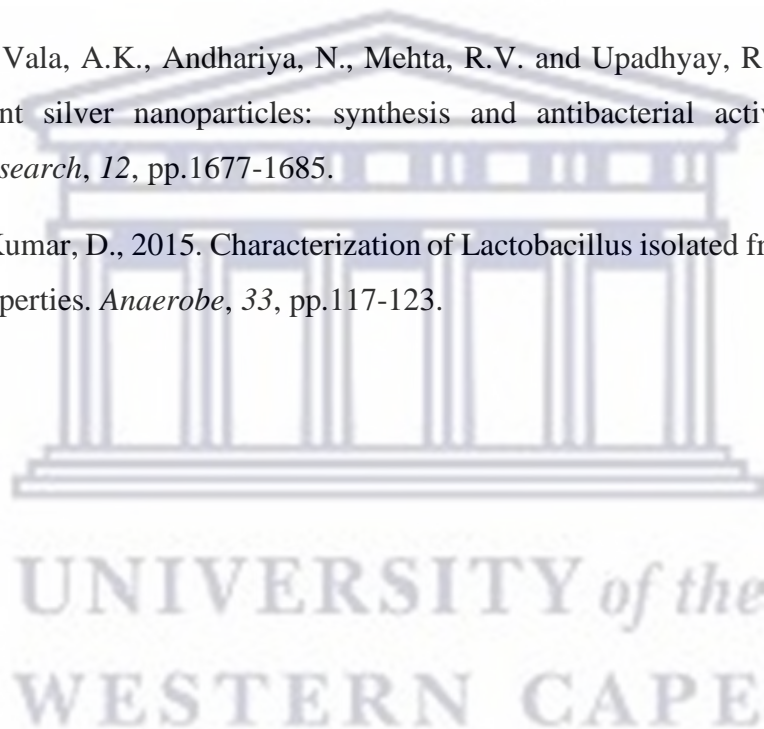 Vala, A.K., Andhariya, N., Mehta, R.V. and Upadhyay, R.
nt silver nanoparticles: synthesis and antibacterial activ
search, 12, pp.1677-1685.
Kumar, D., 2015. Characterization of Lactobacillus isolated fr
perties. Anaerobe, 33, pp.117-123.
UNIVERSITY of the
WESTERN CAPE